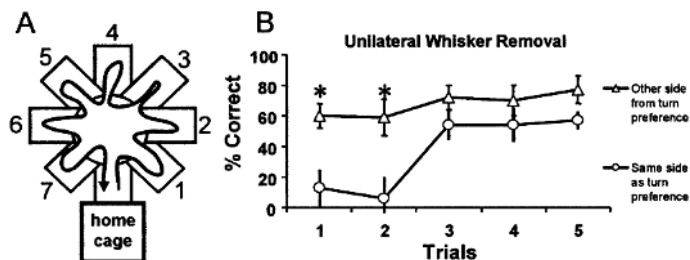 A
4
5
3
6
2
7
1
home
cage
B
Unilateral Whisker Removal
100
80
60
40
20
0
% Correct
*
*
1
2
3
4
5
Trials
Other side
from turn
preference
Same side
as turn
preference